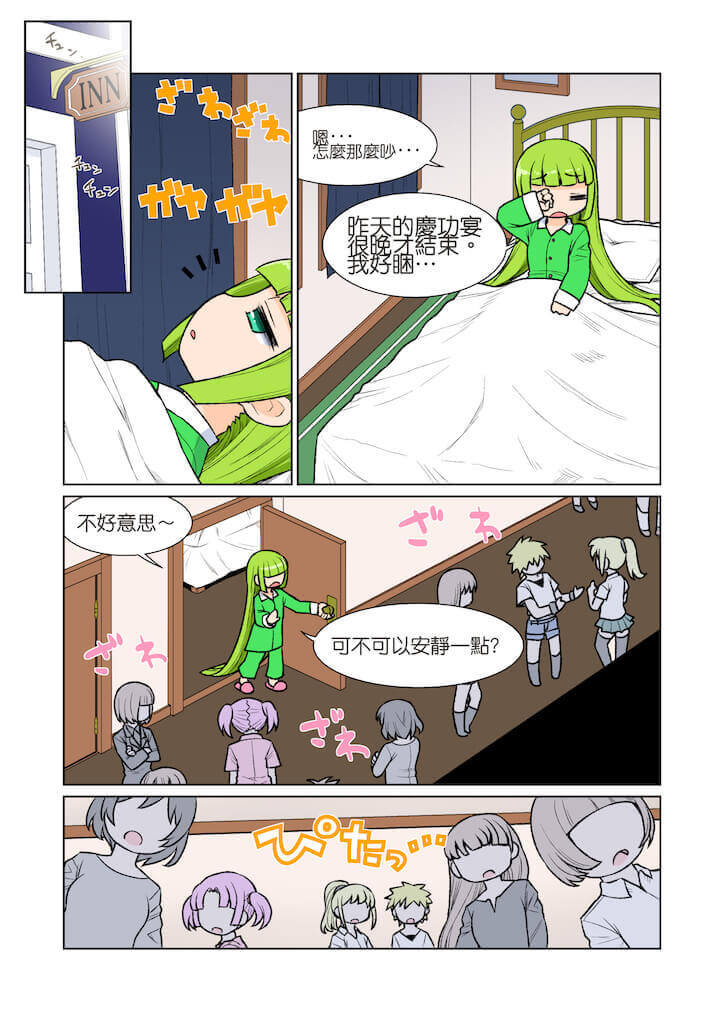 チュン…
INN
チュン
チュン
嗯…
怎麼那麼吵…
昨天的慶功宴
很晚才結束。
我好睏…
ざわざわ
ガヤガヤ
不好意思～
ざわ
可不可以安靜一點?
ざわ
ざわ
ぴたっ…